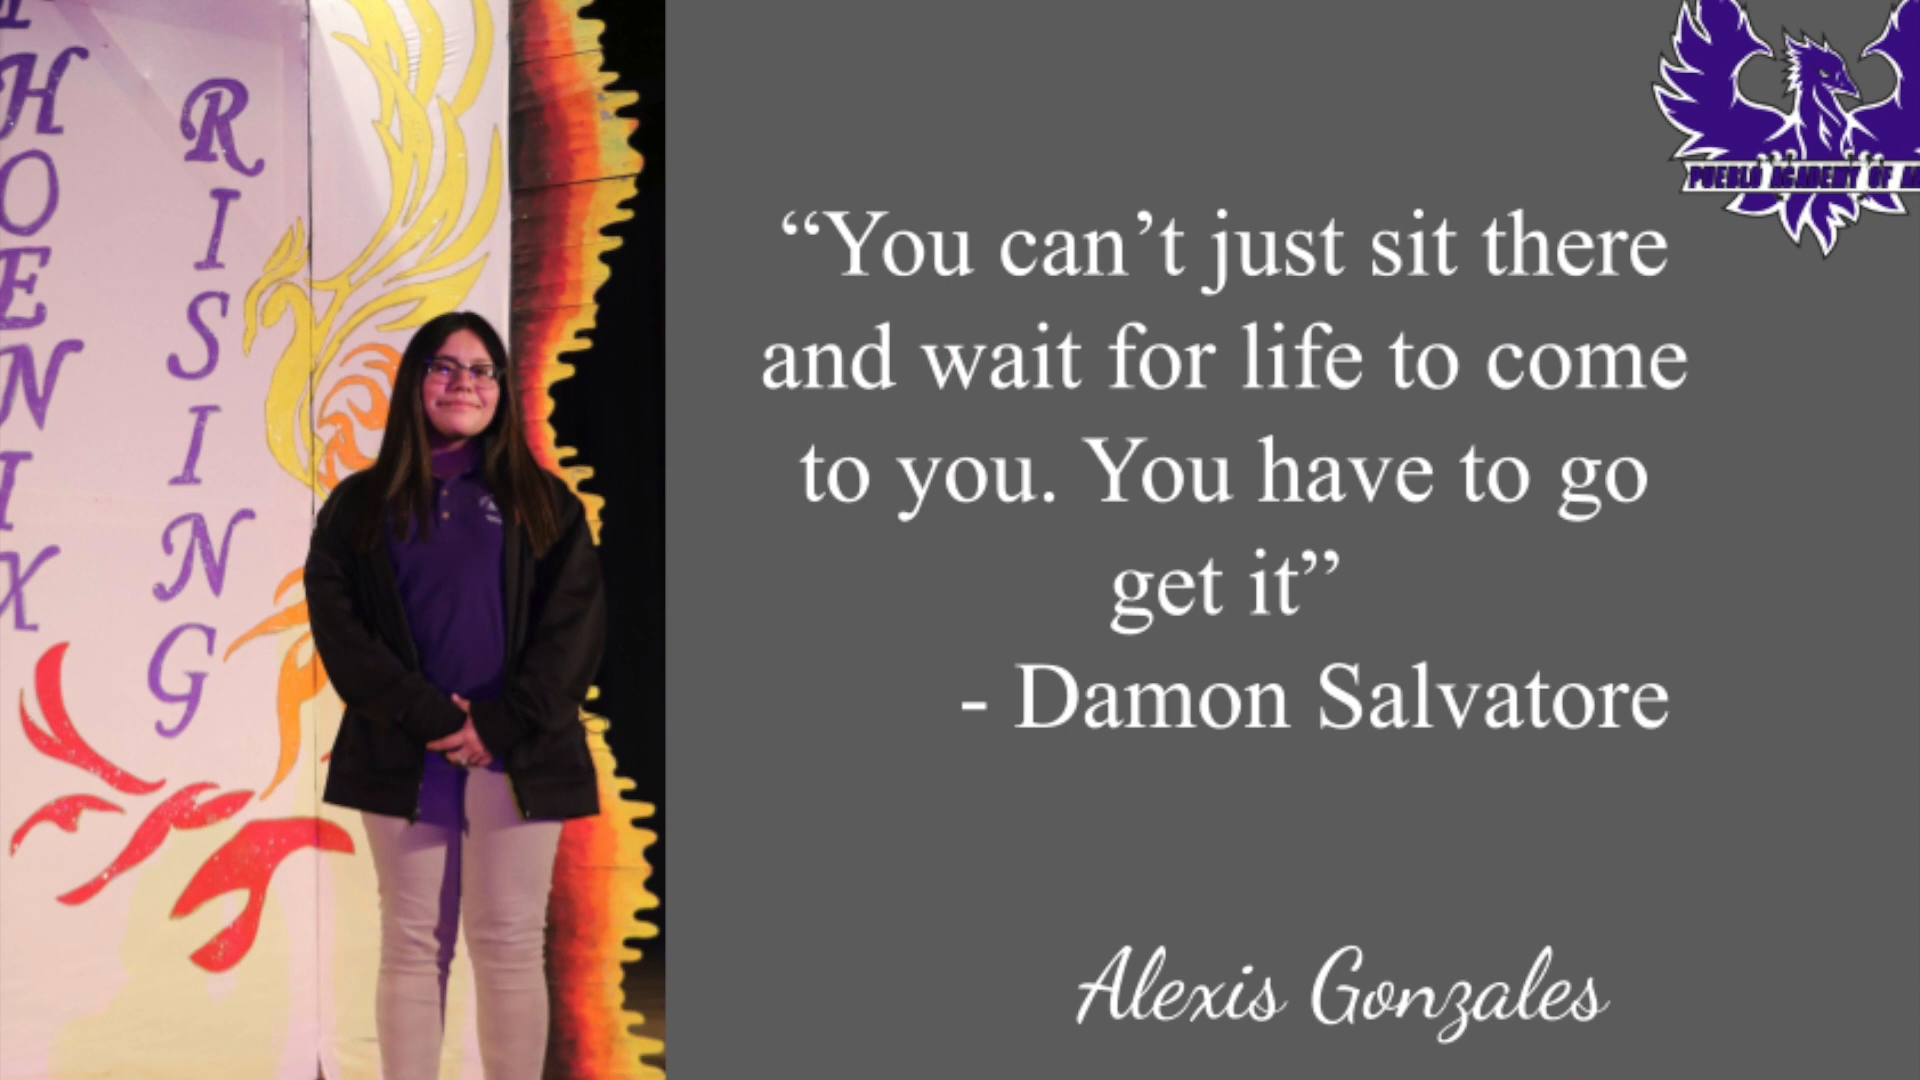 PHOENIX
RISING
PUEBLO ACADEMY OF
“You can’t just sit there
and wait for life to come
to you. You have to go
get it”
- Damon Salvatore
Alexis Gonzales